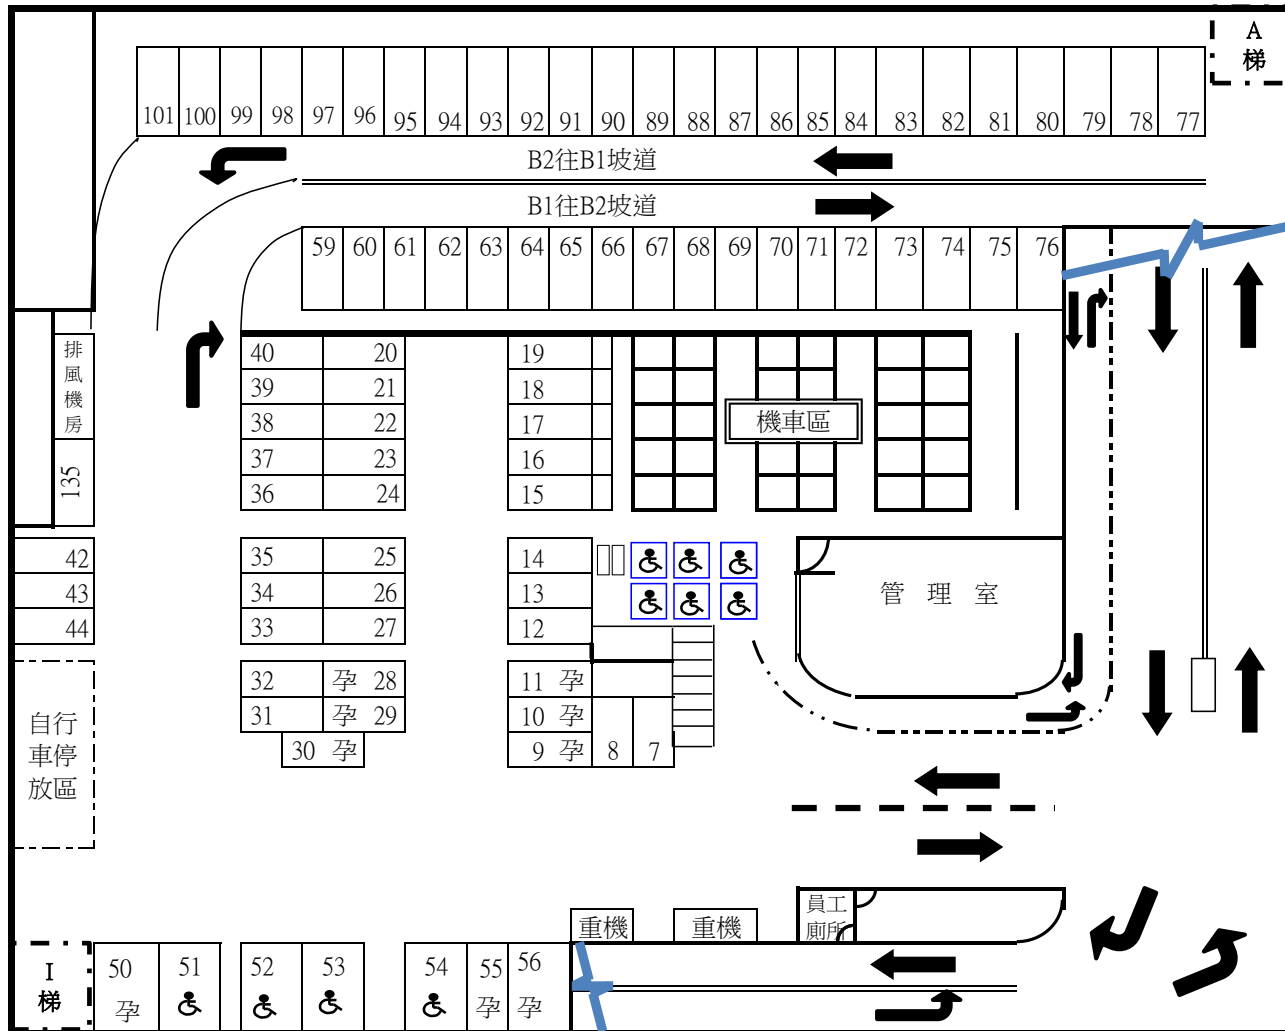 A
梯
101 100 99 98 97 96 95 94 93 92 91 90 89 88 87 86 85 84 83 82 81 80 79 78 77
B2往B1坡道
B1往B2坡道
59 60 61 62 63 64 65 66 67 68 69 70 71 72 73 74 75 76
排
風
機
房
135
40 20 19
39 21 18
38 22 17
37 23 16
36 24 15
機車區
42 35 25 14
43 34 26 13
44 33 27 12
管理室
32 孕 28 11 孕
31 孕 29 10 孕
30 孕 9 孕 8 7
自行
車停
放區
員工
廁所
重機 重機
I
梯
50 51 52 53 54 55 56
孕 孕 孕